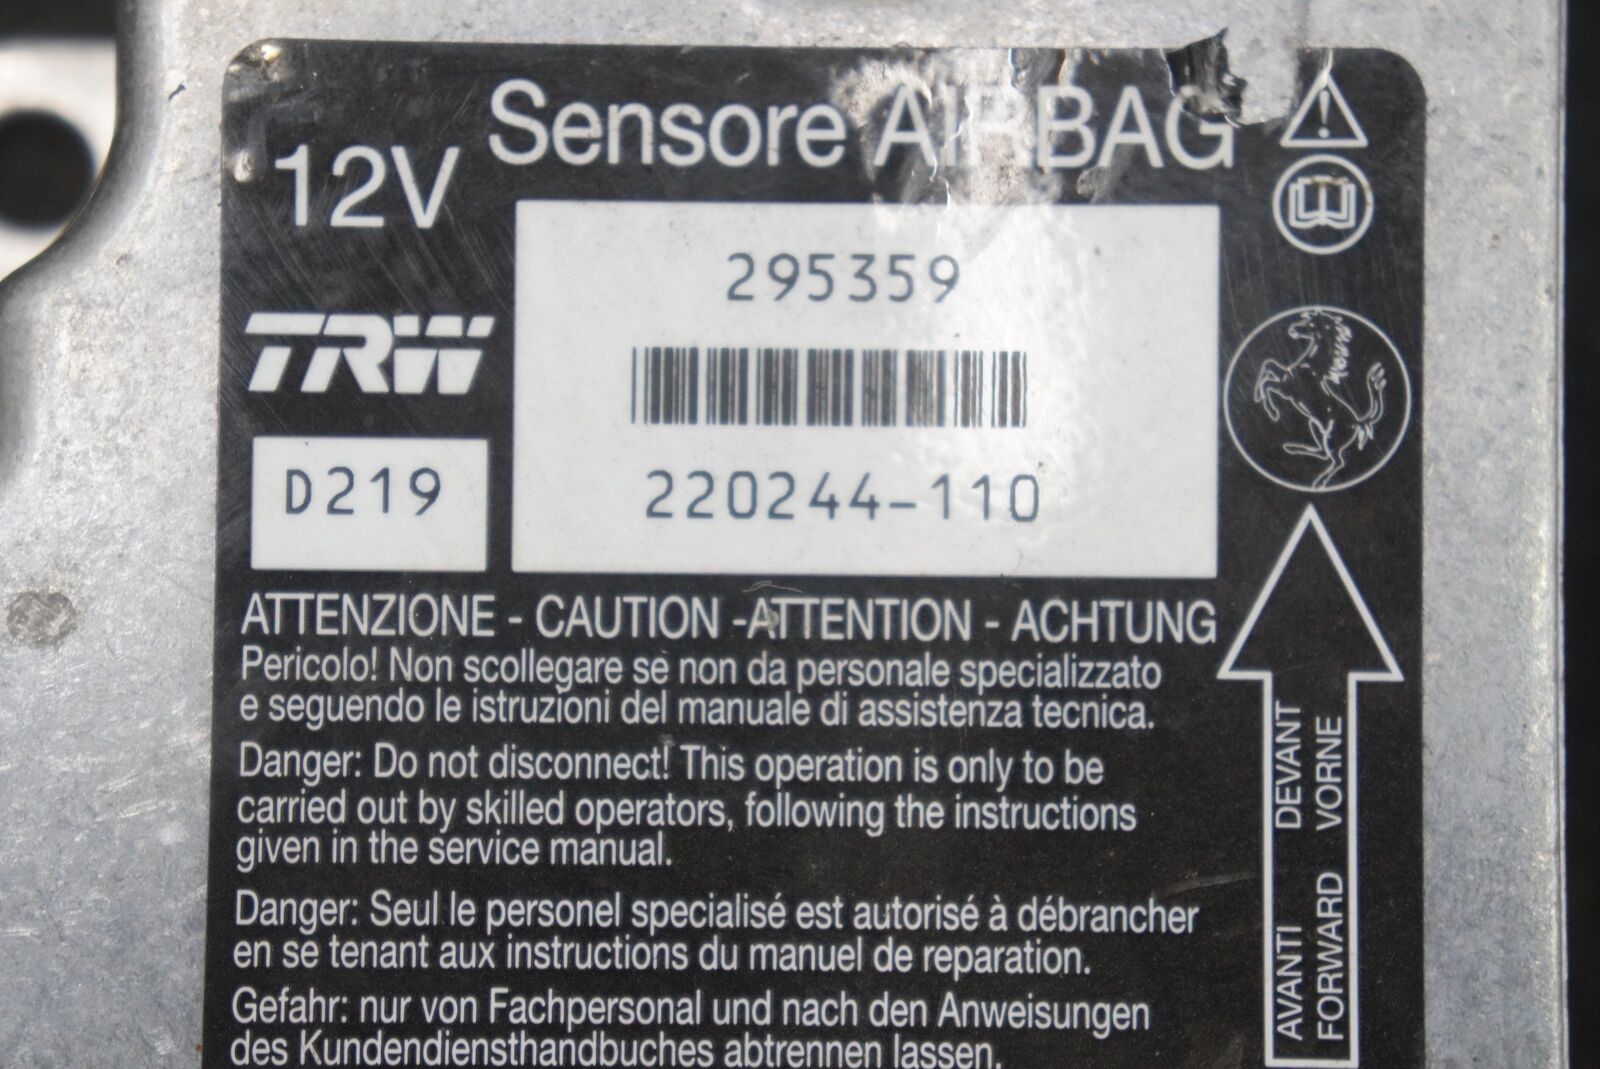 Sensore AIRBAG
12V
295359
TRW
D219
220244-110
ATTENZIONE - CAUTION -ATTENTION - ACHTUNG
Pericolo! Non scollegare se non da personale specializzato
e seguendo le istruzioni del manuale di assistenza tecnica.
Danger: Do not disconnect! This operation is only to be
carried out by skilled operators, following the instructions
given in the service manual.
Danger: Seul le personel specialisé est autorisé à débrancher
en se tenant aux instructions du manuel de reparation.
Gefahr: nur von Fachpersonal und nach den Anweisungen
des Kundendiensthandbuches abtrennen lassen.
AVANTI DEVANT
FORWARD VORNE